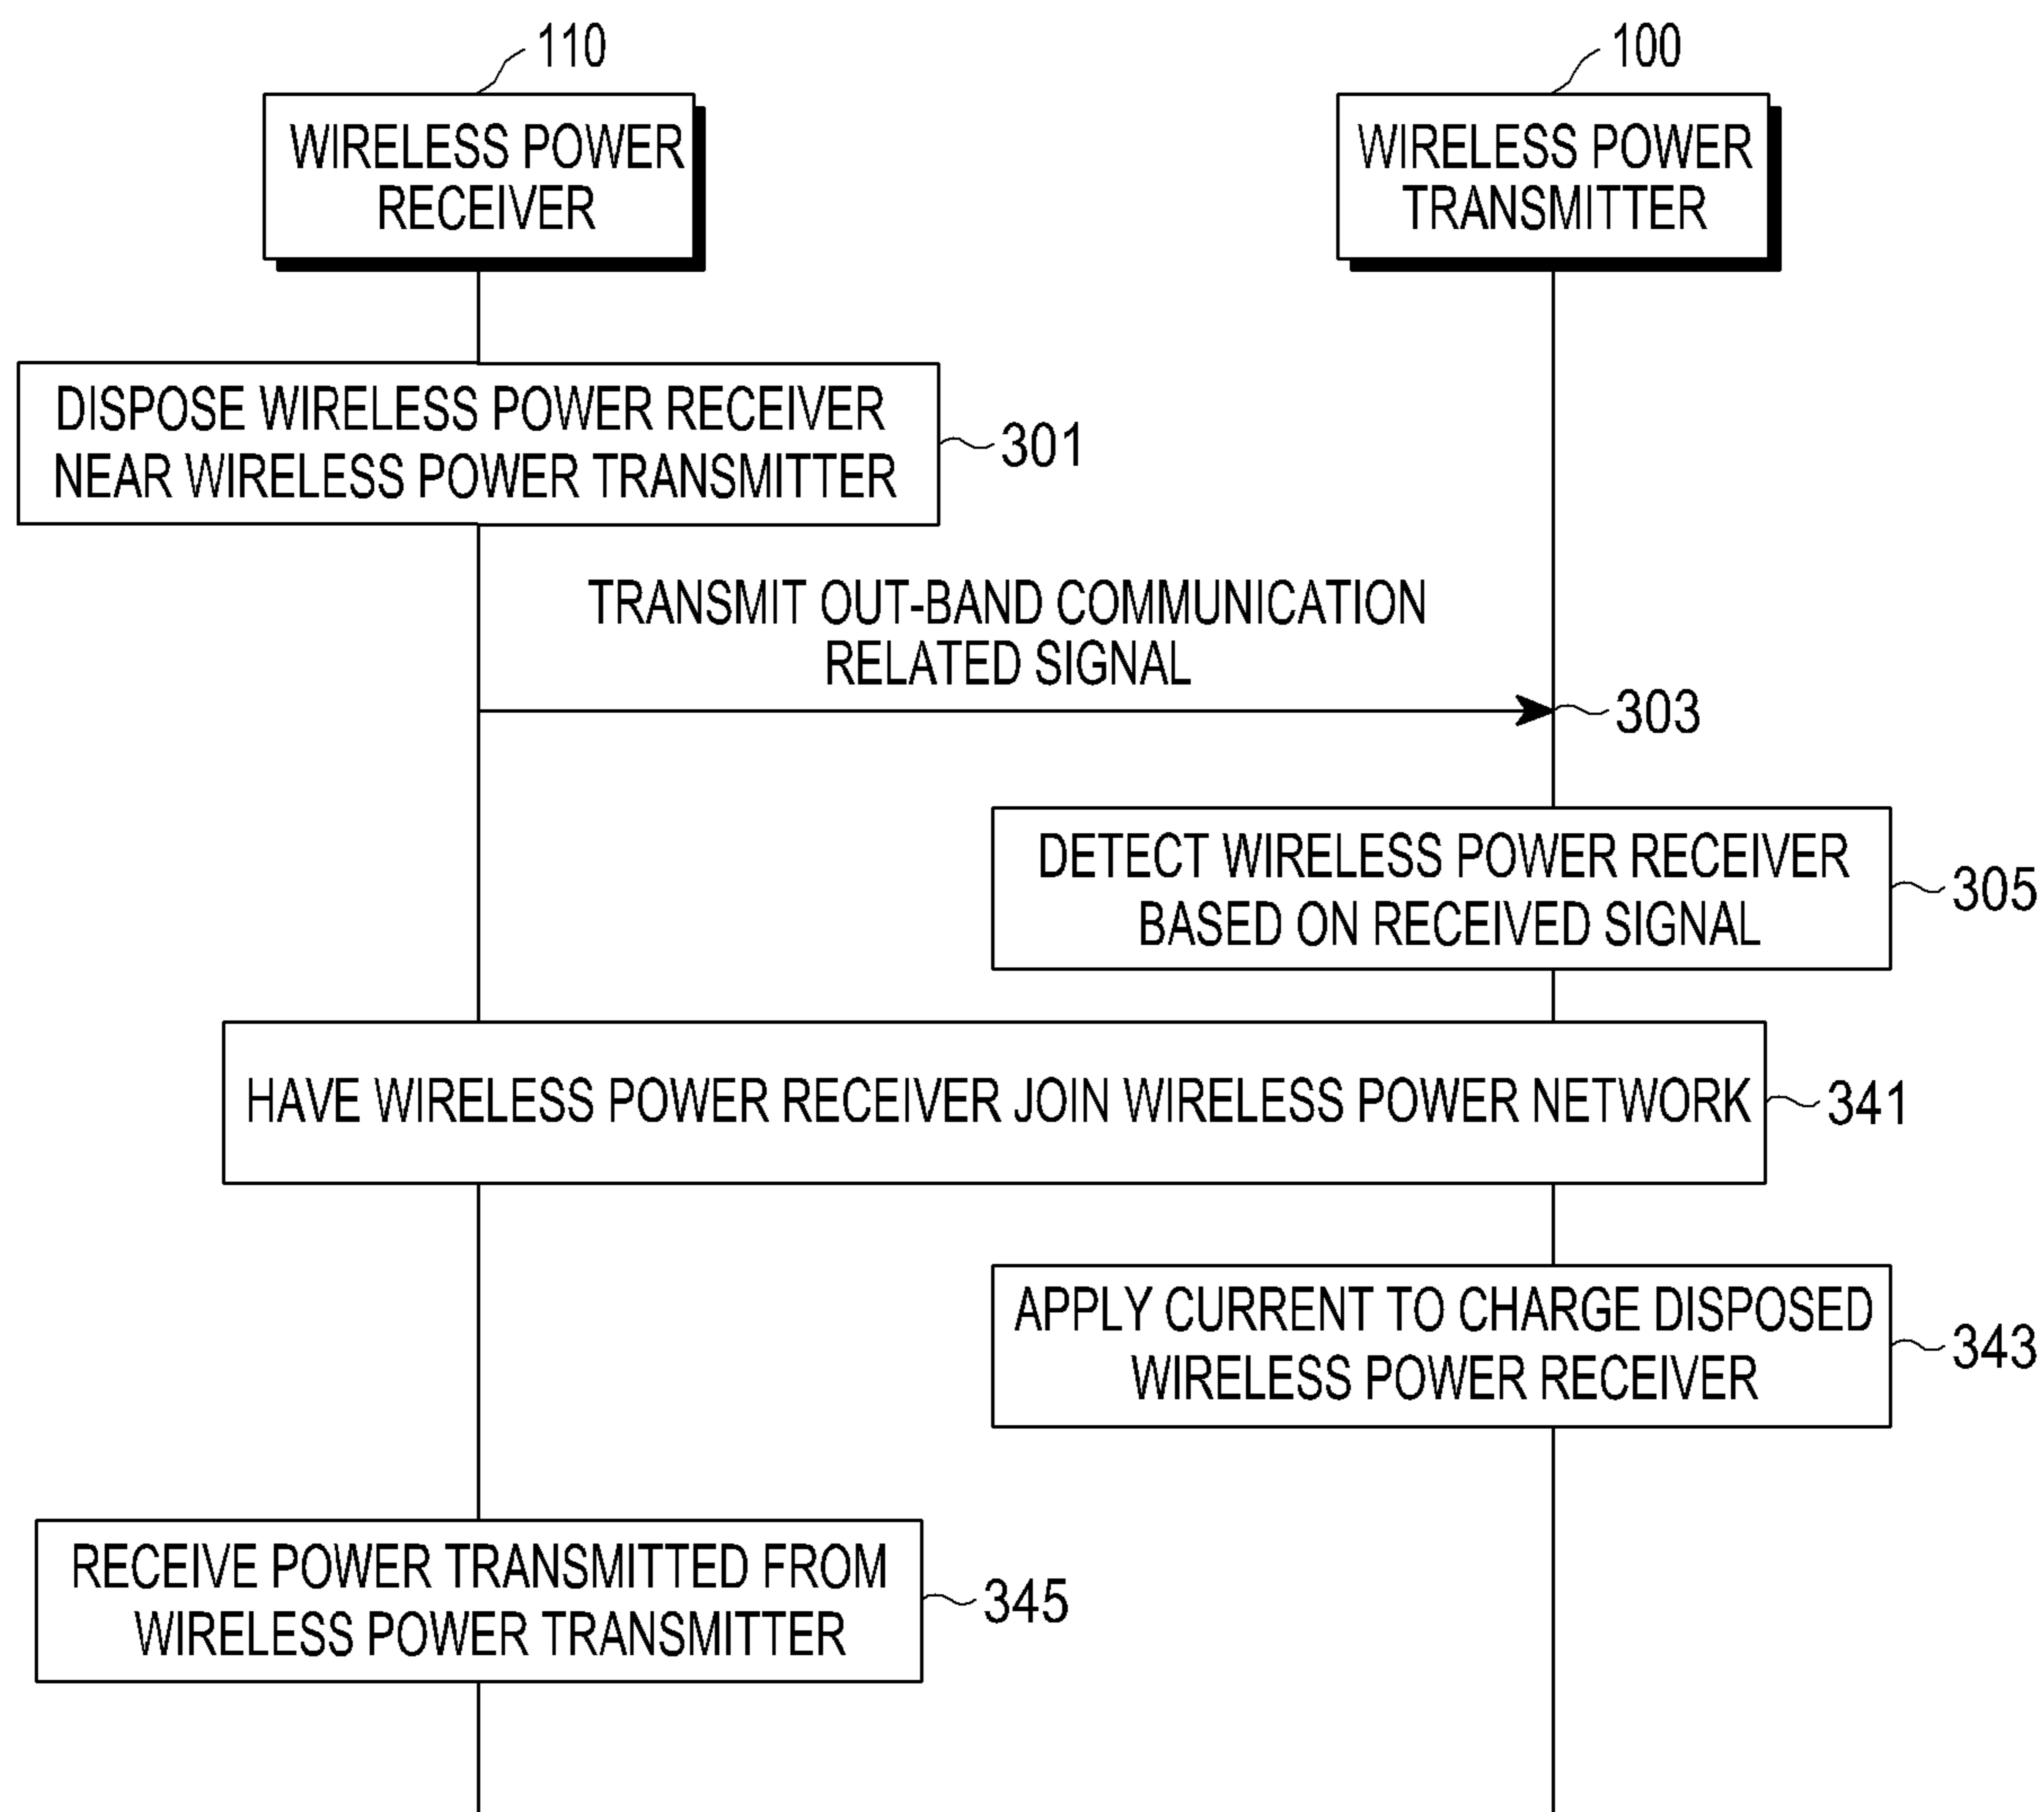 110
100
WIRELESS POWER
RECEIVER
WIRELESS POWER
TRANSMITTER
DISPOSE WIRELESS POWER RECEIVER
NEAR WIRELESS POWER TRANSMITTER
301
TRANSMIT OUT-BAND COMMUNICATION
RELATED SIGNAL
303
DETECT WIRELESS POWER RECEIVER
BASED ON RECEIVED SIGNAL
305
HAVE WIRELESS POWER RECEIVER JOIN WIRELESS POWER NETWORK
341
APPLY CURRENT TO CHARGE DISPOSED
WIRELESS POWER RECEIVER
343
RECEIVE POWER TRANSMITTED FROM
WIRELESS POWER TRANSMITTER
345